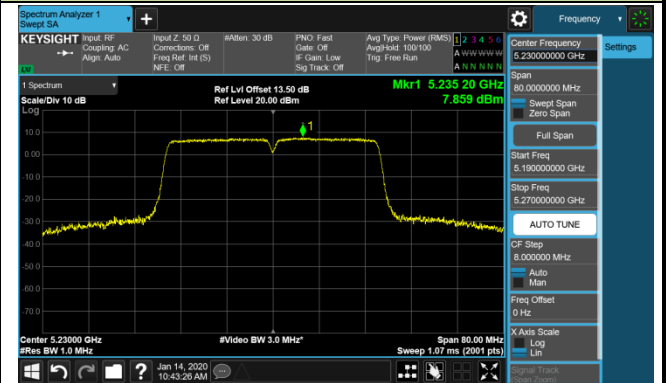 Spectrum Analyzer 1
Swept SA
+
Frequency
KEYSIGHT
Input: RF
Coupling: AC
Align: Auto
Input Z: 50 Ω
Corrections: Off
Freq Ref: Int (S)
NFE: Off
#Atten: 30 dB
PNO: Fast
Gate: Off
IF Gain: Low
Sig Track: Off
Avg Type: Power (RMS)
Avg|Hold: 100/100
Trig: Free Run
1 2 3 4 5 6
A W W W W W
A N N N N N
Center Frequency
5.230000000 GHz
Settings
Span
80.0000000 MHz
Swept Span
Zero Span
Full Span
Start Freq
5.190000000 GHz
Stop Freq
5.270000000 GHz
AUTO TUNE
CF Step
8.000000 MHz
Auto
Man
Freq Offset
0 Hz
X Axis Scale
Log
Lin
Signal Track
(Span Zoom)
1 Spectrum
Scale/Div 10 dB
Log
Ref Lvl Offset 13.50 dB
Ref Level 20.00 dBm
Mkr1 5.235 20 GHz
7.859 dBm
1
10.0
0.00
-10.0
-20.0
-30.0
-40.0
-50.0
-60.0
-70.0
Center 5.23000 GHz
#Res BW 1.0 MHz
#Video BW 3.0 MHz*
Span 80.00 MHz
Sweep 1.07 ms (2001 pts)
?
Jan 14, 2020
10:43:26 AM